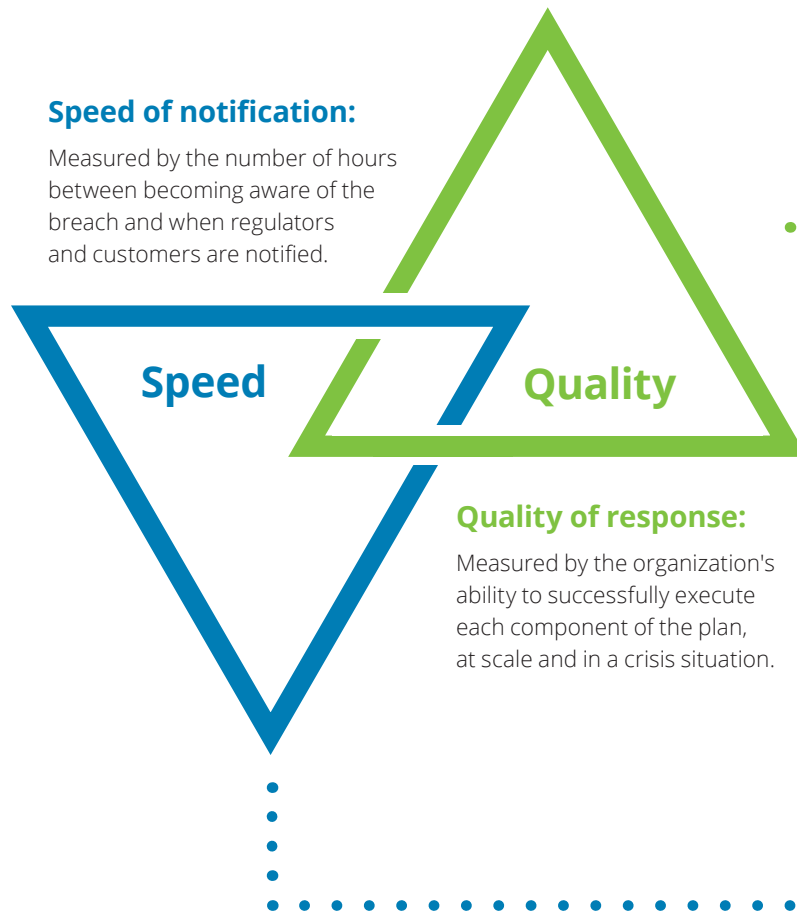 Speed of notification:
Measured by the number of hours
between becoming aware of the
breach and when regulators
and customers are notified.
Speed
Quality
Quality of response:
Measured by the organization's
ability to successfully execute
each component of the plan,
at scale and in a crisis situation.